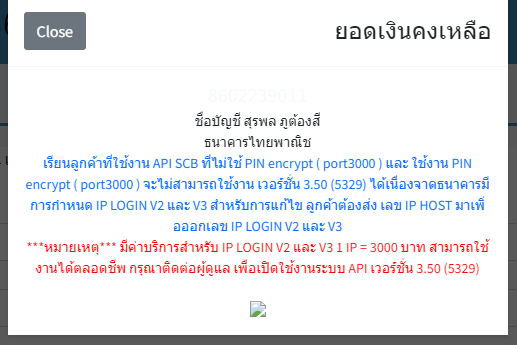 Close
ยอดเงินคงเหลือ
8602239011
ชื่อบัญชี สุรพล ภูต้องสี
ธนาคารไทยพาณิช
เรียนลูกค้าที่ใช้งาน API SCB ที่ไม่ใช้ PIN encrypt ( port3000 ) และ ใช้งาน PIN
encrypt ( port3000 ) จะไม่สามารถใช้งาน เวอร์ชั่น 3.50 (5329) ได้เนื่องจาดธนาคารมี
การกำหนด IP LOGIN V2 และ V3 สำหรับการแก้ไข ลูกค้าต้องส่ง เลข IP HOST มาเพื่
อออกเลข IP LOGIN V2 และ V3
***หมายเหตุ*** มีค่าบริการสำหรับ IP LOGIN V2 และ V3 1 IP = 3000 บาท สามารถใช้
งานได้ตลอดชีพ กรุณาติดต่อผู้ดูแล เพื่อเปิดใช้งานระบบ API เวอร์ชั่น 3.50 (5329)